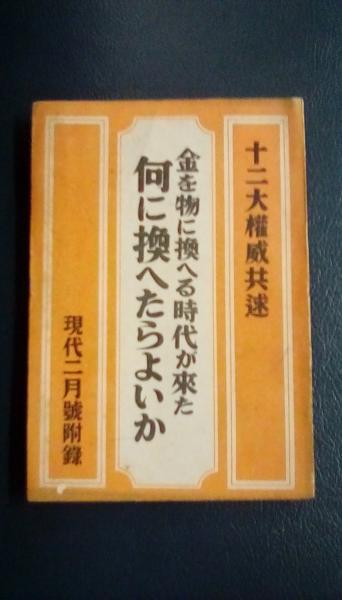 十二大權威共述
金を物に換へる時代が來た
何に換へたらよいか
現代二月號附錄